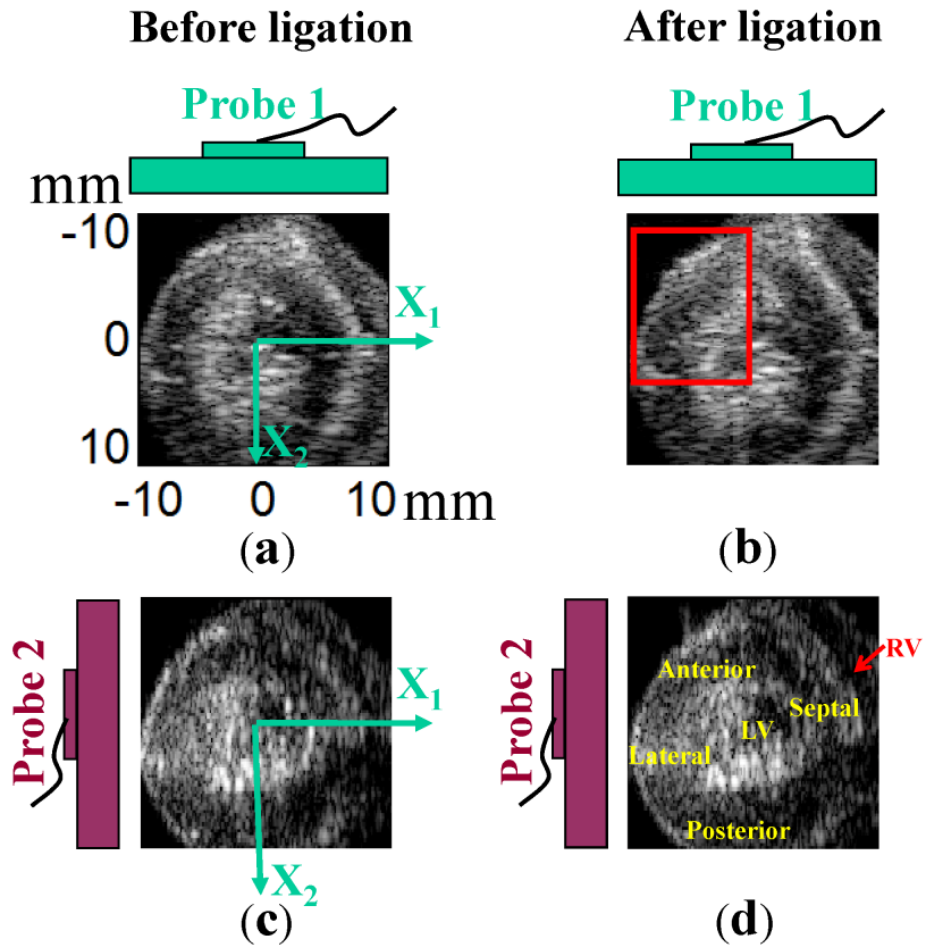 Before ligation
After ligation
Probe 1
Probe 1
mm
-10
0
10
X1
X2
-10 0 10 mm
(a)
(b)
Probe 2
X1
X2
Probe 2
RV
Anterior
Septal
LV
Lateral
Posterior
(c)
(d)